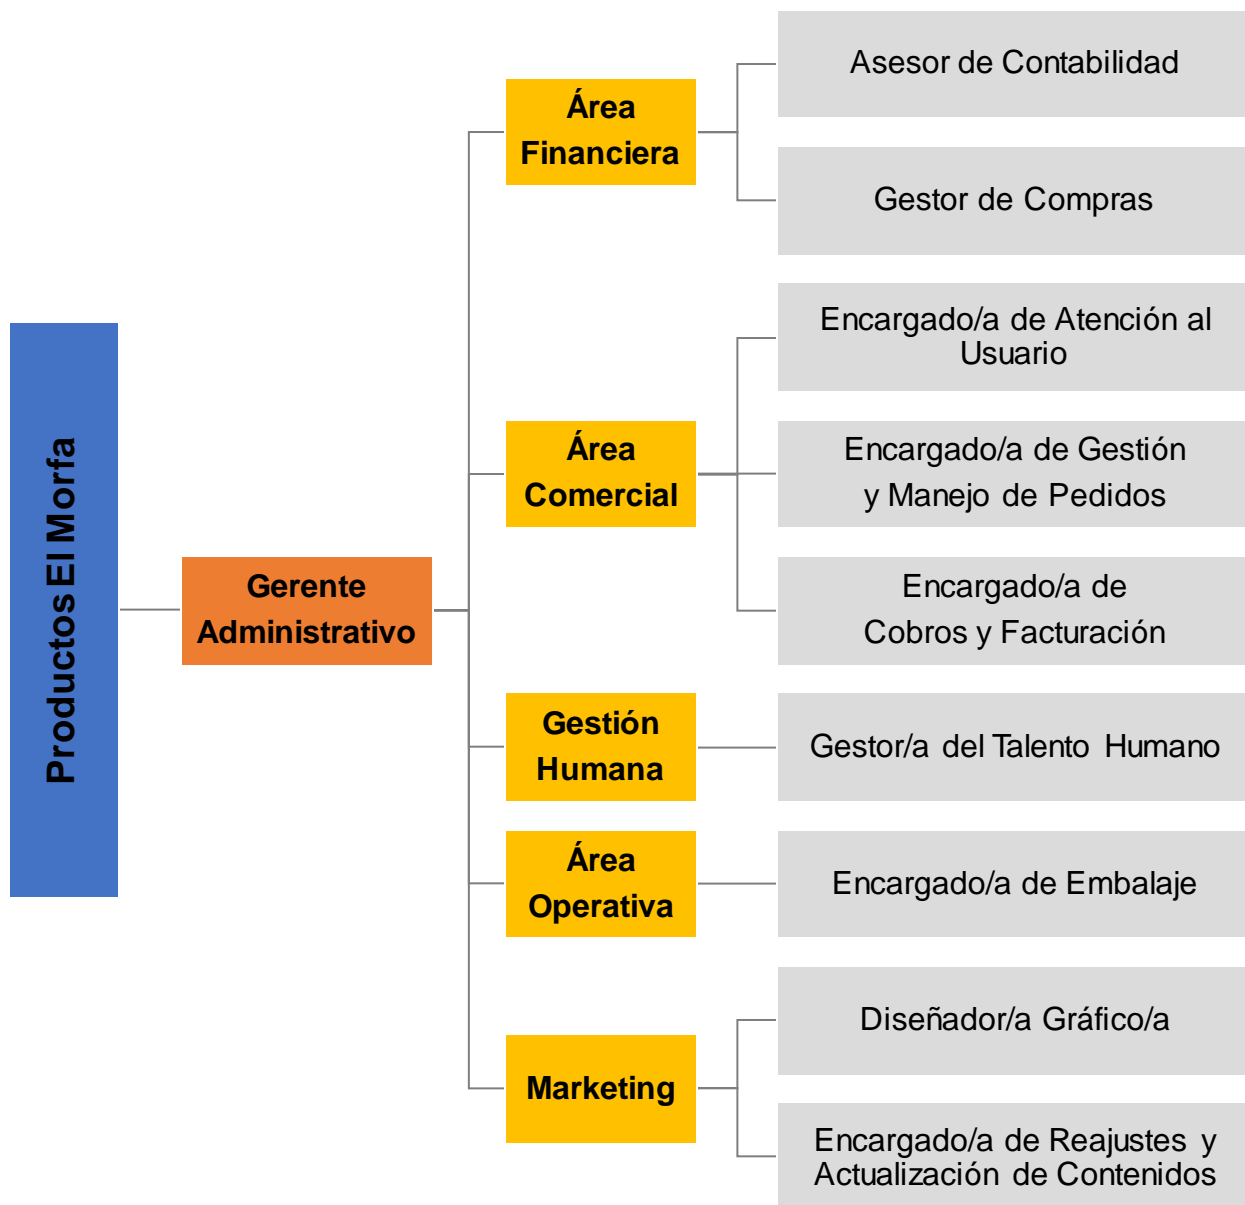 Productos El Morfa
Gerente
Administrativo
Área
Financiera
Asesor de Contabilidad
Gestor de Compras
Área
Comercial
Encargado/a de Atención al
Usuario
Encargado/a de Gestión
y Manejo de Pedidos
Encargado/a de
Cobros y Facturación
Gestión
Humana
Gestor/a del Talento Humano
Área
Operativa
Encargado/a de Embalaje
Marketing
Diseñador/a Gráfico/a
Encargado/a de Reajustes y
Actualización de Contenidos